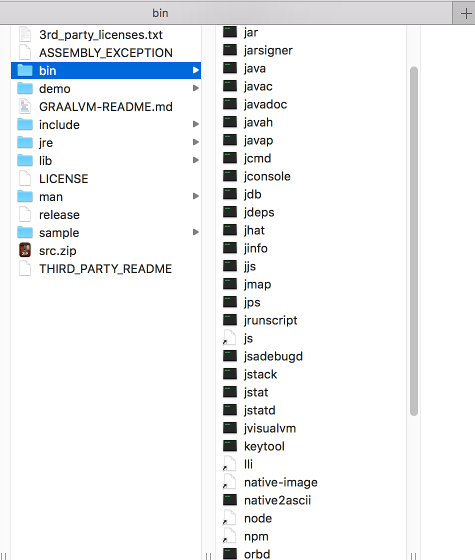 bin
3rd_party_licenses.txt
ASSEMBLY_EXCEPTION
bin
demo
GRAALVM-README.md
include
jre
lib
LICENSE
man
release
sample
src.zip
THIRD_PARTY_README
jar
jarsigner
java
javac
javadoc
javah
javap
jcmd
jconsole
jdb
jdeps
jhat
jinfo
jjs
jmap
jps
jrunscript
js
jsadebugd
jstack
jstat
jstatd
jvisualvm
keytool
lli
native-image
native2ascii
node
npm
orbd